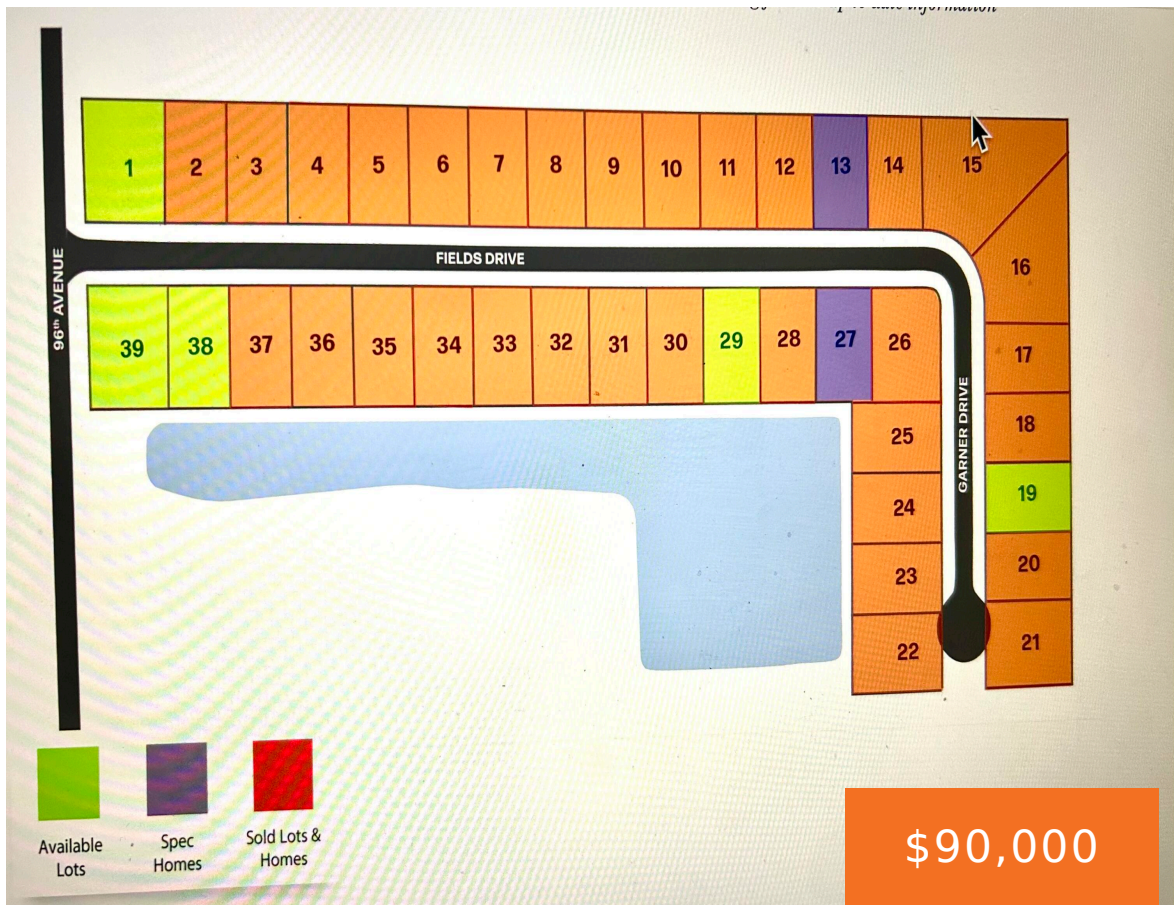 information
1 2 3 4 5 6 7 8 9 10 11 12 13 14 15
16
FIELDS DRIVE
96th AVENUE
39 38 37 36 35 34 33 32 31 30 29 28 27 26
17
GARNER DRIVE
18
25
19
24
20
23
21
22
Available
Lots
Spec
Homes
Sold Lots &
Homes
$90,000